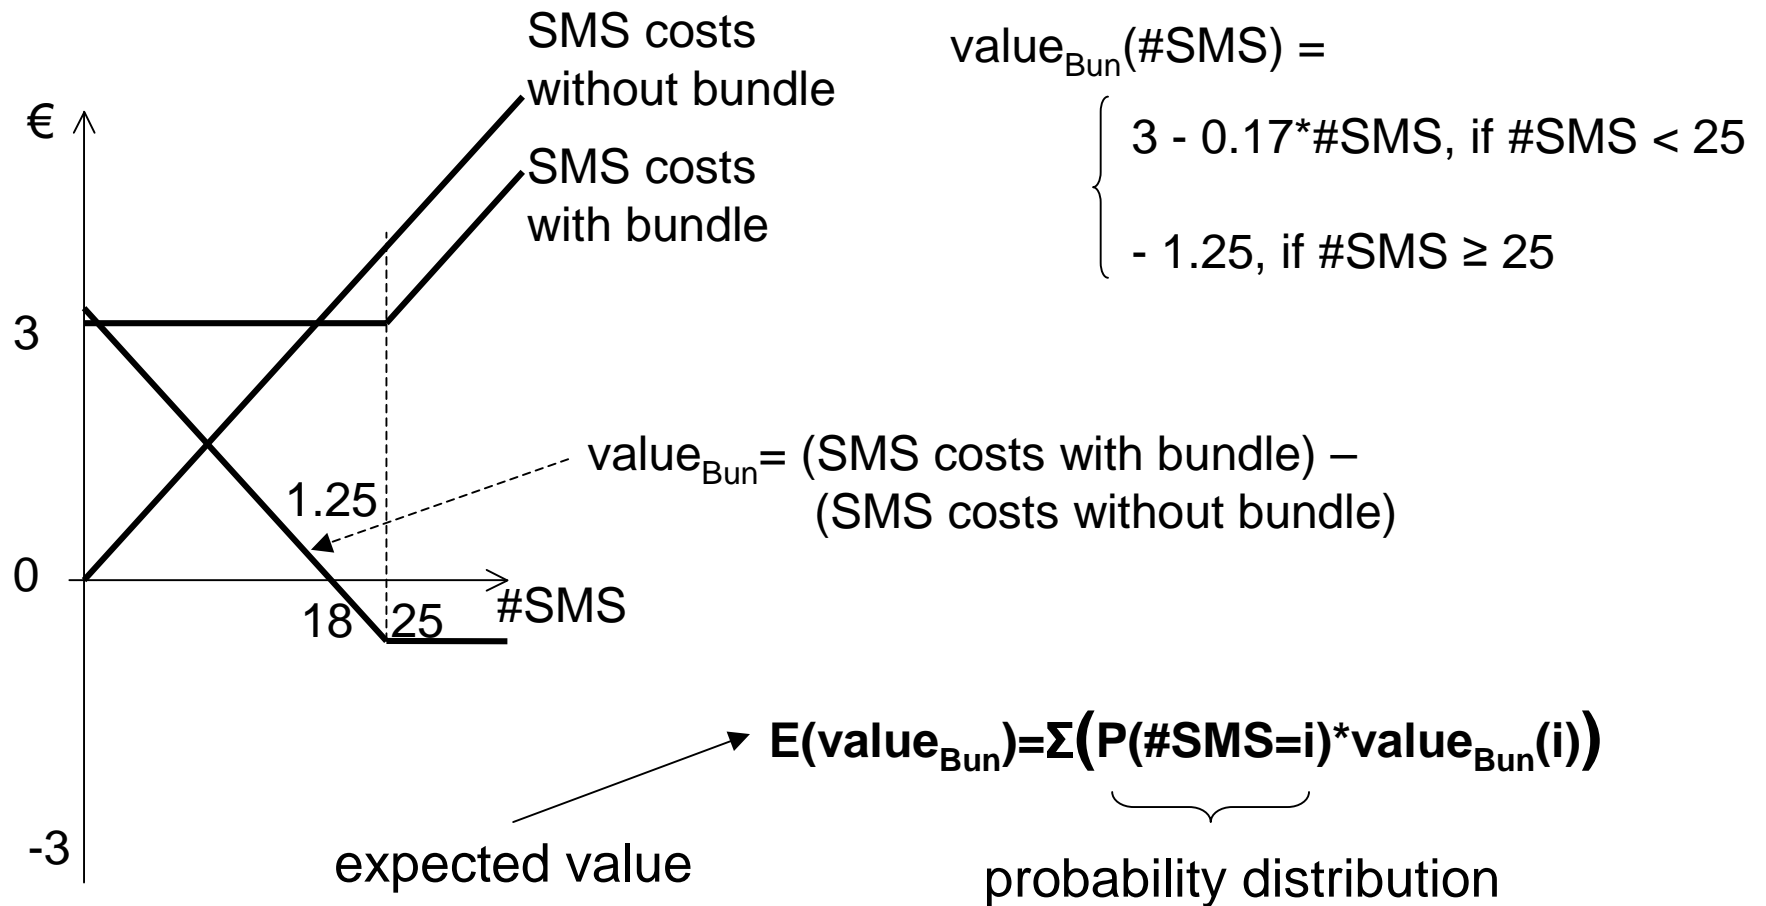 SMS costs
without bundle
SMS costs
with bundle
€
3
0
-3
1.25
18
25
#SMS
value_Bun(#SMS) =
3 - 0.17*#SMS, if #SMS < 25
- 1.25, if #SMS ≥ 25
value_Bun= (SMS costs with bundle) –
(SMS costs without bundle)
E(value_Bun)=Σ(P(#SMS=i)*value_Bun(i))
expected value
probability distribution